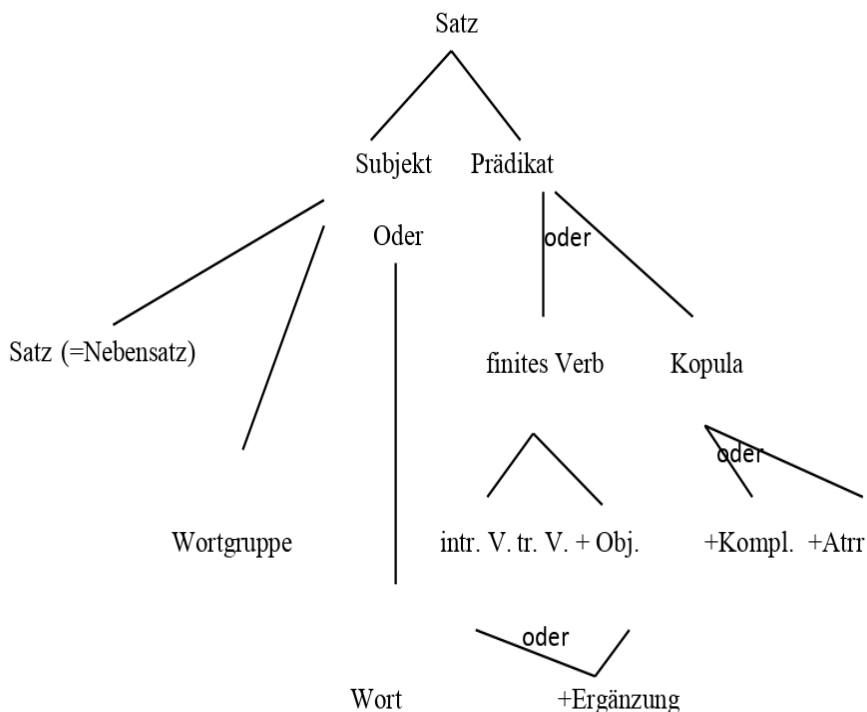 Satz
Subjekt Prädikat
Oder oder
Satz (=Nebensatz) finites Verb Kopula
oder
Wortgruppe intr. V. tr. V. + Obj. +Kompl. +Atrr
oder
Wort +Ergänzung